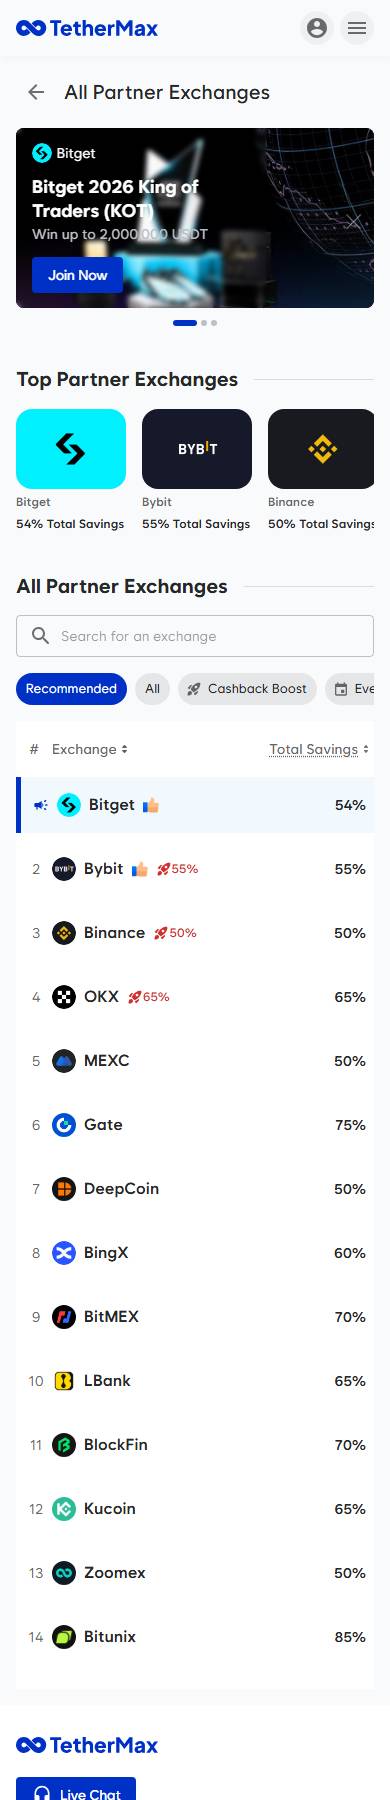 TetherMax
All Partner Exchanges
Bitget
Bitget 2026 King of
Traders (KOT)
Win up to 2,000,000 USDT
Join Now
Top Partner Exchanges
BYBIT
Bitget
Bybit
Binance
54% Total Savings
55% Total Savings
50% Total Savings
All Partner Exchanges
Search for an exchange
Recommended
All
Cashback Boost
Eve
# Exchange Total Savings
Bitget 54%
2 BYBIT Bybit 55% 55%
3 Binance 50% 50%
4 OKX 65% 65%
5 MEXC 50%
6 Gate 75%
7 DeepCoin 50%
8 BingX 60%
9 BitMEX 70%
10 LBank 65%
11 BlockFin 70%
12 Kucoin 65%
13 Zoomex 50%
14 Bitunix 85%
TetherMax
Live Chat